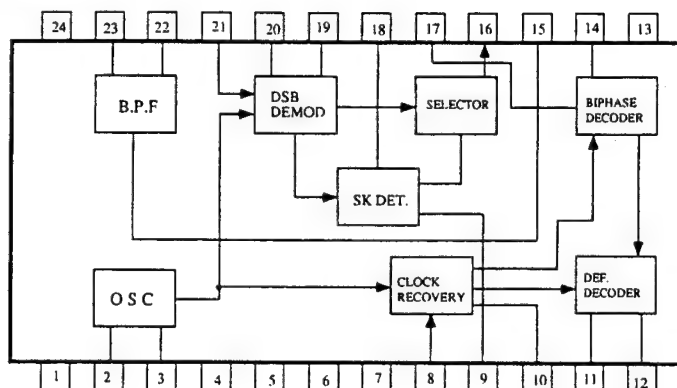 24 23 22 21 20 19 18 17 16 15 14 13
B.P.F
DSB
DEMOD
SELECTOR
BIPHASE
DECODER
SK DET.
OSC
CLOCK
RECOVERY
DEF.
DECODER
1 2 3 4 5 6 7 8 9 10 11 12